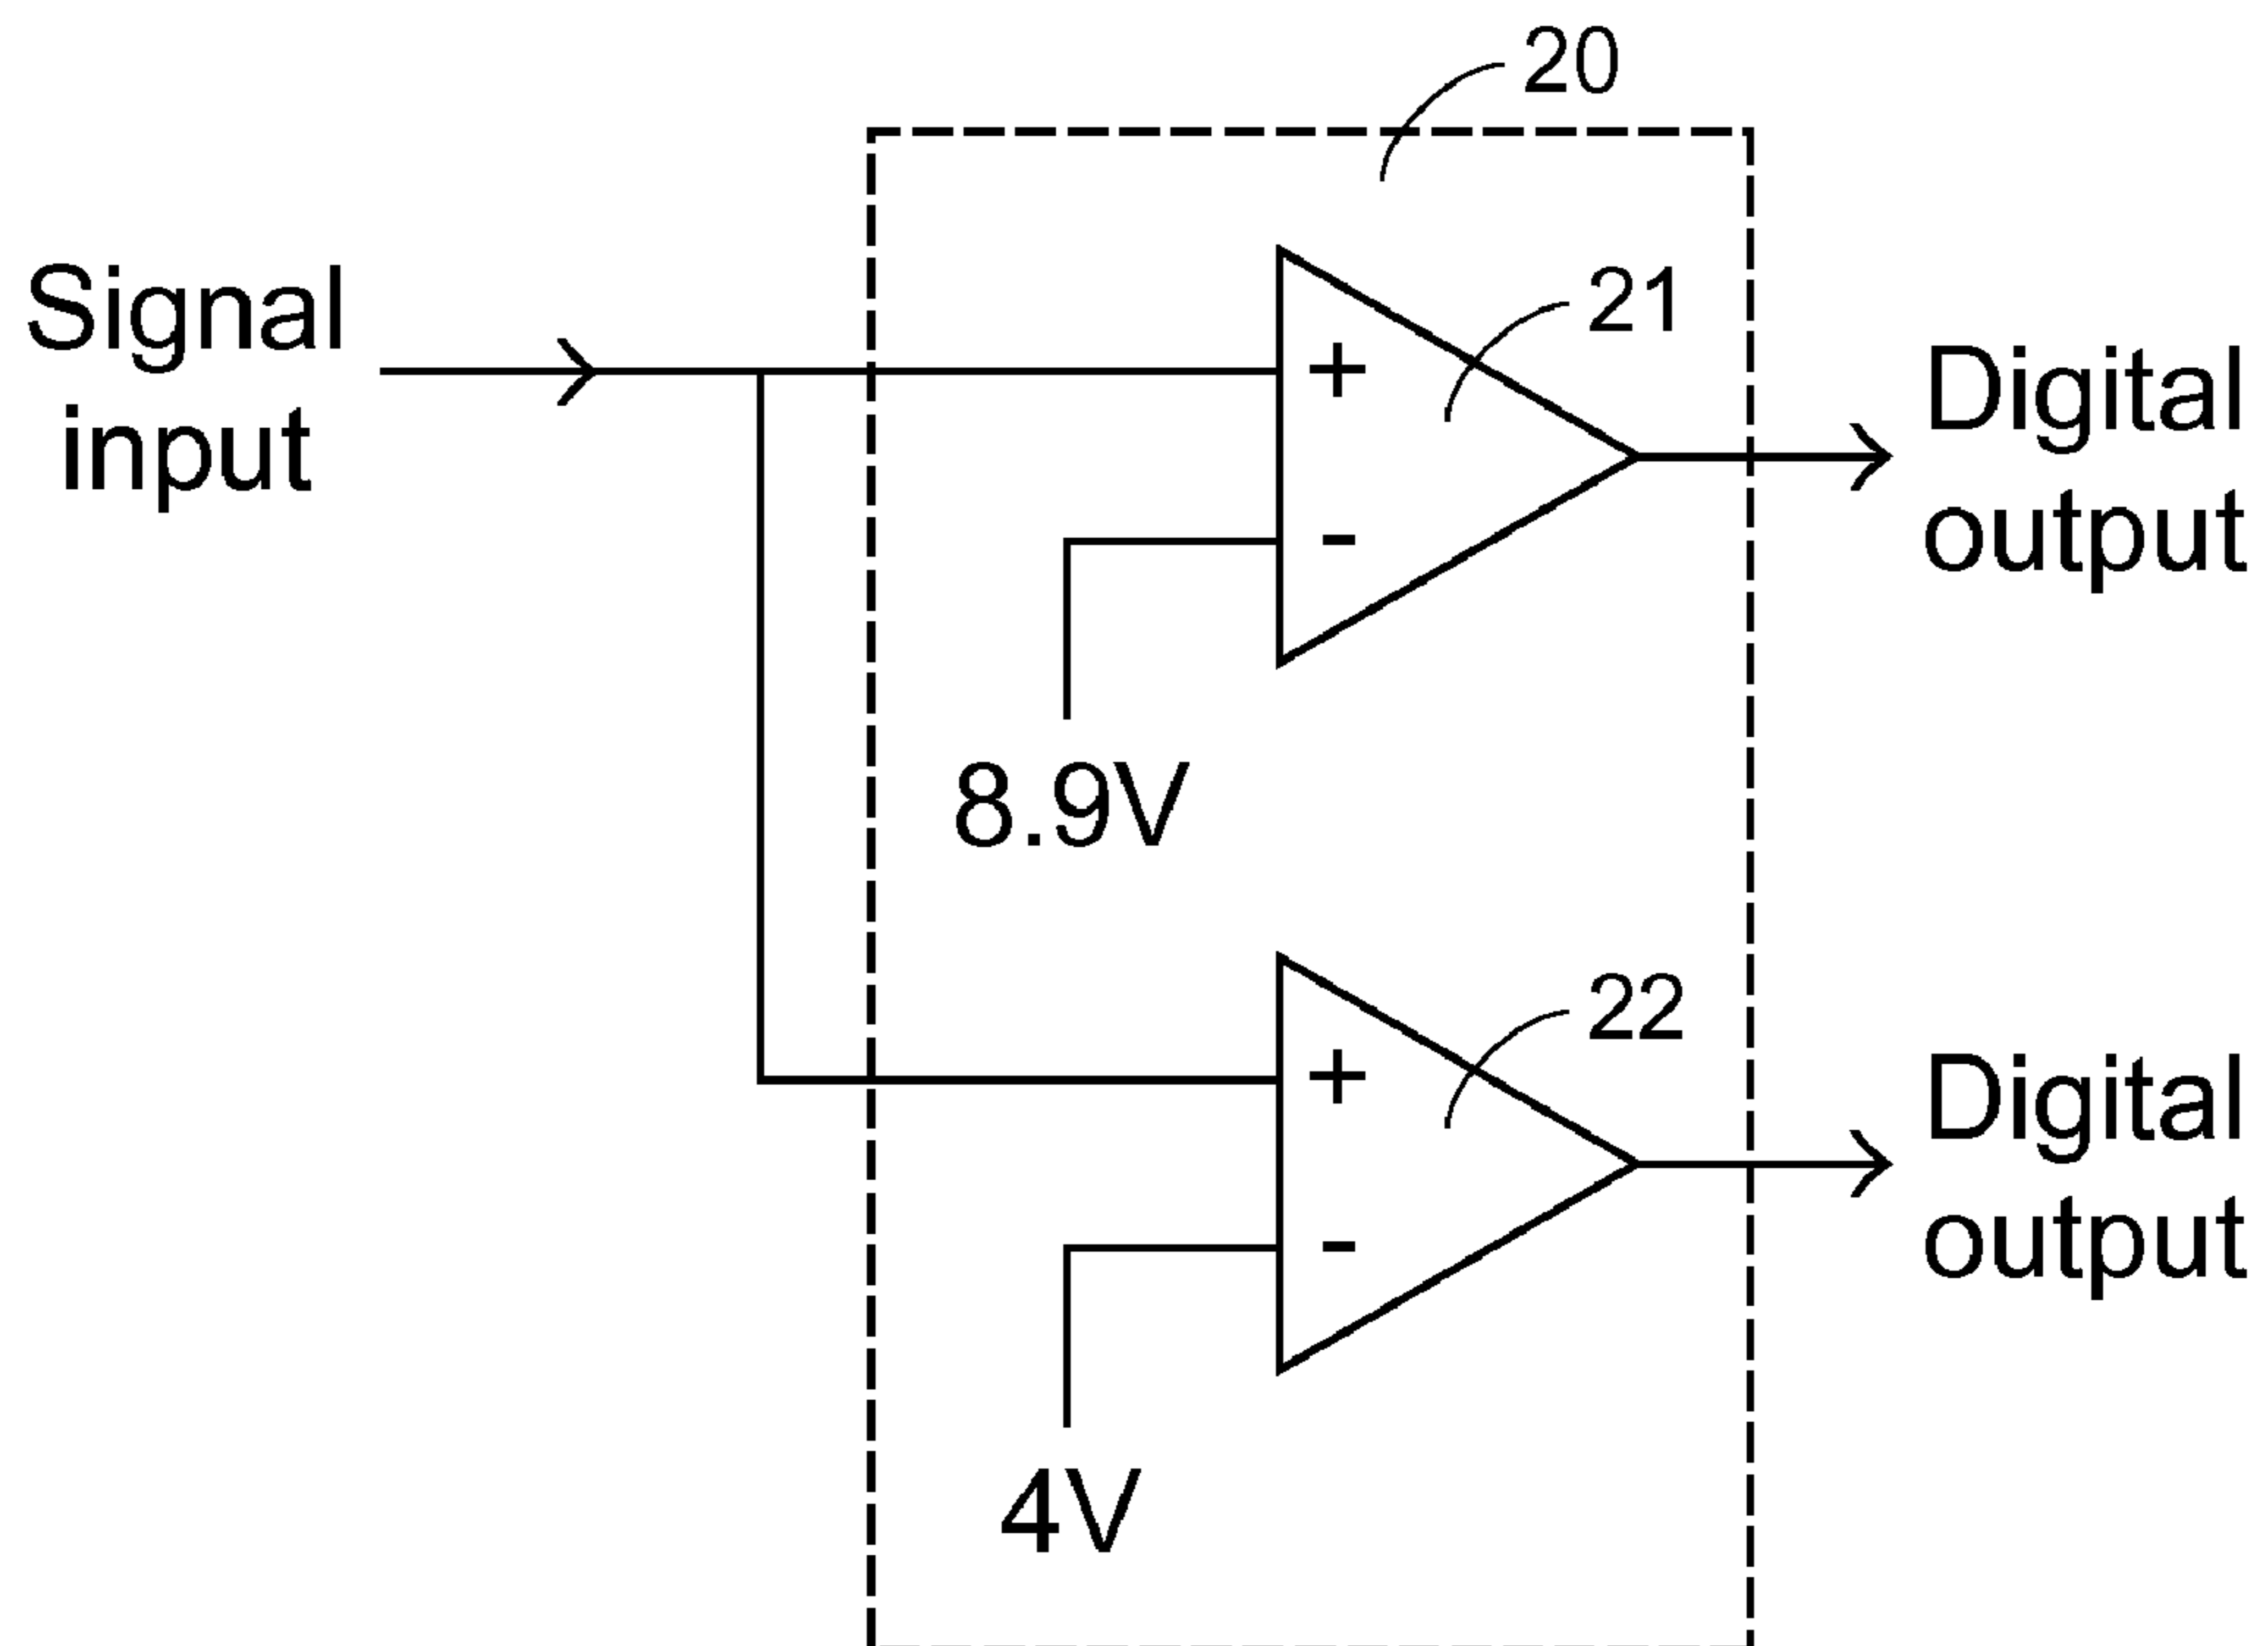 20
21
Signal
input
+
-
Digital
output
8.9V
22
+
-
Digital
output
4V